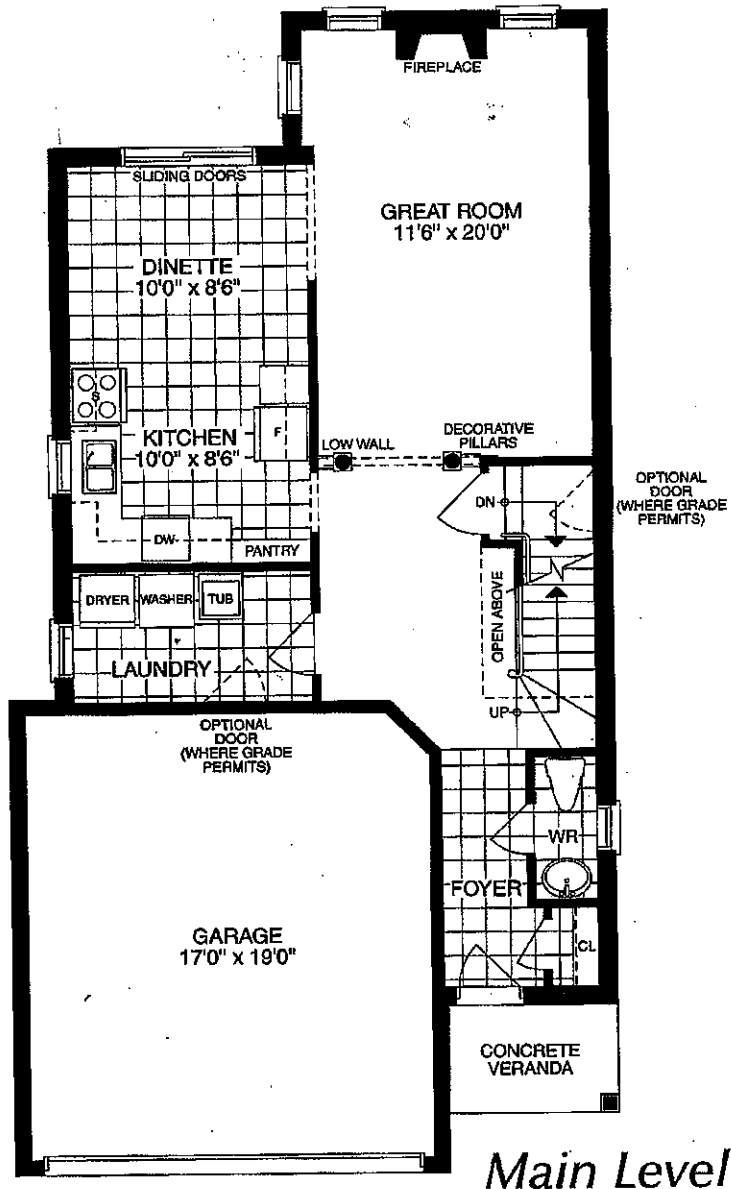 FIREPLACE
SLIDING DOORS
GREAT ROOM
11'6" x 20'0"
DINETTE
10'0" x 8'6"
S
KITCHEN
10'0" x 8'6"
F
LOW WALL
DECORATIVE
PILLARS
DN
OPTIONAL
DOOR
(WHERE GRADE
PERMITS)
DW
PANTRY
DRYER
WASHER
TUB
OPEN ABOVE
LAUNDRY
UP
OPTIONAL
DOOR
(WHERE GRADE
PERMITS)
WR
FOYER
GARAGE
17'0" x 19'0"
CL
CONCRETE
VERANDA
Main Level